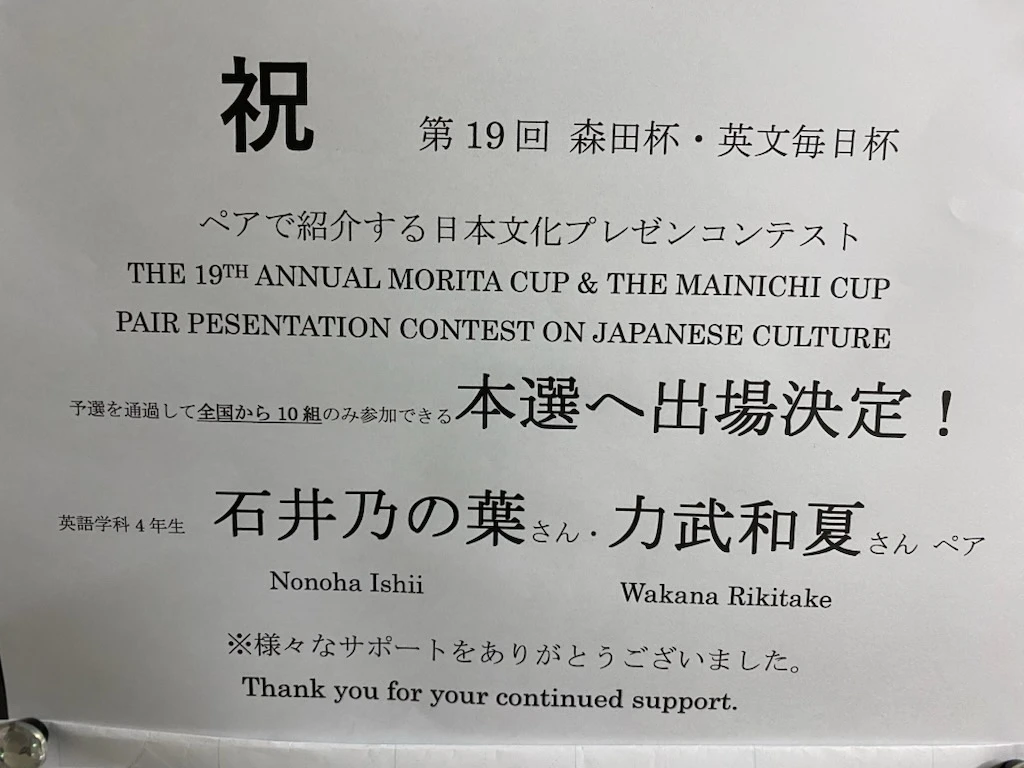 祝 第19回 森田杯・英文毎日杯
ペアで紹介する日本文化プレゼンコンテスト
THE 19TH ANNUAL MORITA CUP & THE MAINICHI CUP
PAIR PESENTATION CONTEST ON JAPANESE CULTURE
予選を通過して全国から10組のみ参加できる本選へ出場決定！
英語学科4年生 石井乃の葉さん・力武和夏さん ペア
Nonoha Ishii Wakana Rikitake
※様々なサポートをありがとうございました。
Thank you for your continued support.